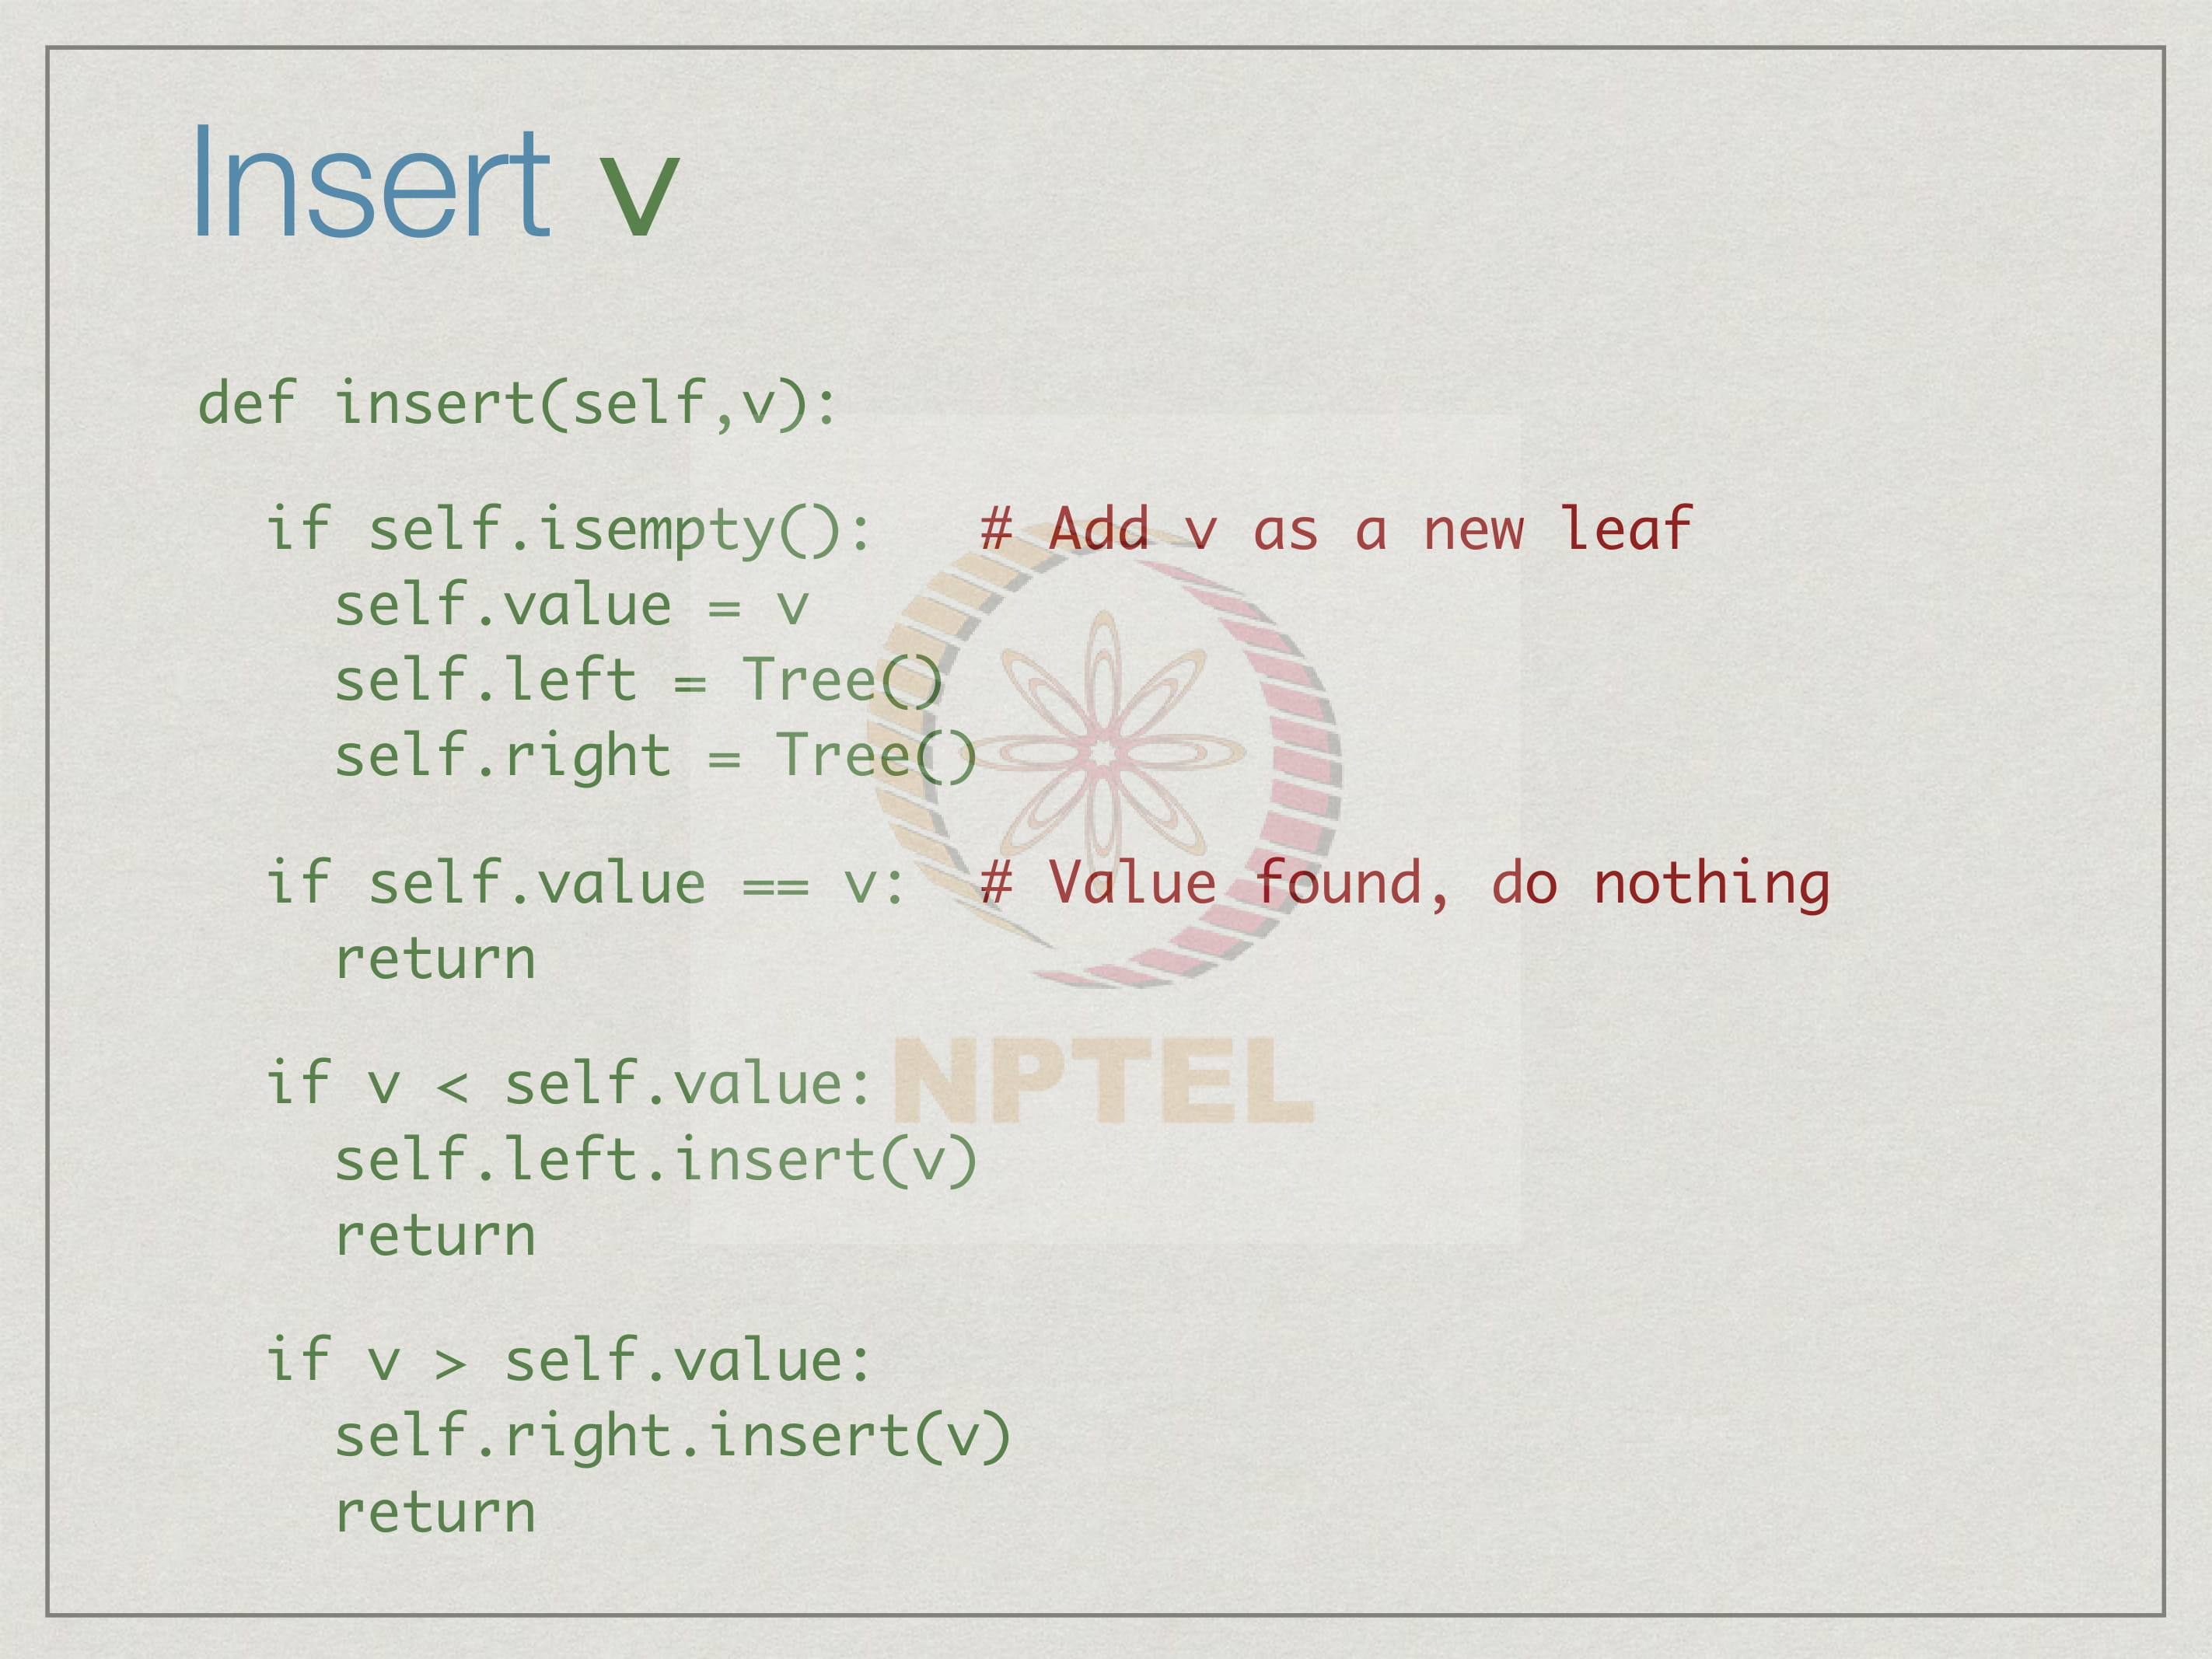 Insert v
def insert(self,v):
if self.isempty():   # Add v as a new leaf
self.value = v
self.left = Tree()
self.right = Tree()
if self.value == v:  # Value found, do nothing
return
if v < self.value:
self.left.insert(v)
return
if v > self.value:
self.right.insert(v)
return
NPTEL